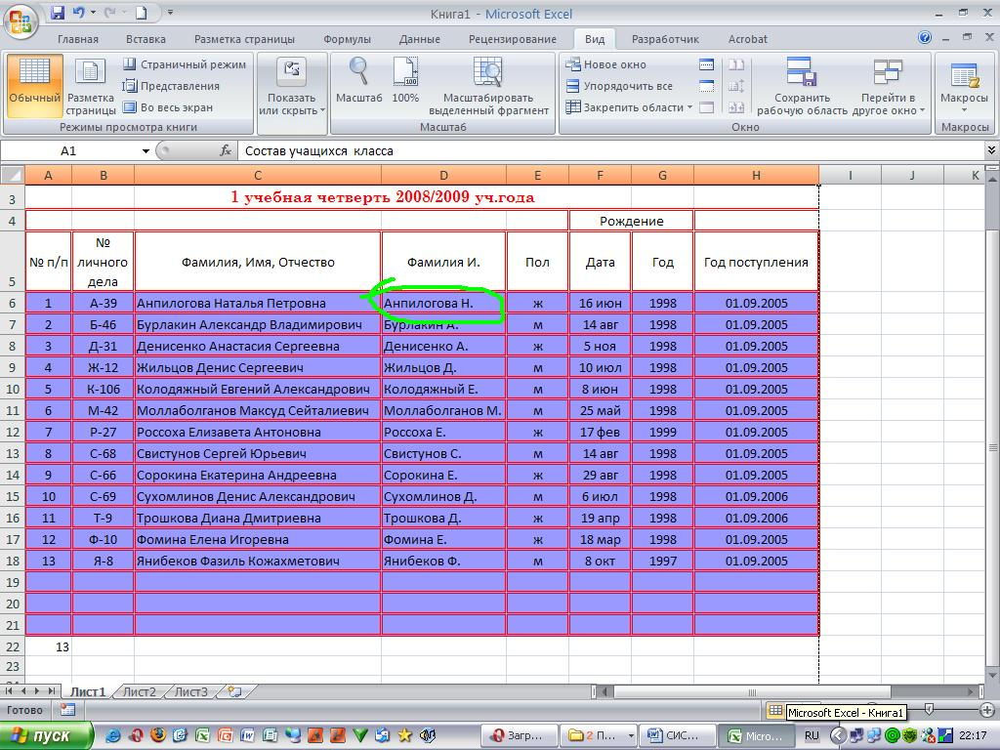 Книга1 - Microsoft Excel
Главная Вставка Разметка страницы Формулы Данные Рецензирование Вид Разработчик Acrobat
Обычный
Разметка страницы
Страничный режим
Представления
Во весь экран
Режимы просмотра книги
Показать или скрыть
Масштаб
100%
Масштабировать выделенный фрагмент
Масштаб
Новое окно
Упорядочить все
Закрепить области
Сохранить рабочую область
Перейти в другое окно
Окно
Макросы
Макросы
A1 fx Состав учащихся класса
A B C D E F G H I J K
3 1 учебная четверть 2008/2009 уч.года
4 Рождение
5 № п/п № личного дела Фамилия, Имя, Отчество Фамилия И. Пол Дата Год Год поступления
6 1 А-39 Анпилогова Наталья Петровна Анпилогова Н. ж 16 июн 1998 01.09.2005
7 2 Б-46 Бурлакин Александр Владимирович Бурлакин А. м 14 авг 1998 01.09.2005
8 3 Д-31 Денисенко Анастасия Сергеевна Денисенко А. ж 5 ноя 1998 01.09.2005
9 4 Ж-12 Жильцов Денис Сергеевич Жильцов Д. м 10 июл 1998 01.09.2005
10 5 К-106 Колодяжный Евгений Александрович Колодяжный Е. м 8 июн 1998 01.09.2005
11 6 М-42 Моллаболганов Максуд Сейталиевич Моллаболганов М. м 25 май 1998 01.09.2005
12 7 Р-27 Россоха Елизавета Антоновна Россоха Е. ж 17 фев 1999 01.09.2005
13 8 С-68 Свистунов Сергей Юрьевич Свистунов С. м 14 авг 1998 01.09.2005
14 9 С-66 Сорокина Екатерина Андреевна Сорокина Е. ж 29 авг 1998 01.09.2005
15 10 С-69 Сухомлинов Денис Александрович Сухомлинов Д. м 6 июл 1998 01.09.2006
16 11 Т-9 Трошкова Диана Дмитриевна Трошкова Д. ж 19 апр 1998 01.09.2006
17 12 Ф-10 Фомина Елена Игоревна Фомина Е. ж 18 мар 1998 01.09.2005
18 13 Я-8 Янибеков Фазиль Кожахметович Янибеков Ф. м 8 окт 1997 01.09.2005
19
20
21
22 13
23
Лист1 Лист2 Лист3
Готово
Microsoft Excel - Книга1
пуск Загр... 2 П... СИС... Micro... RU 22:17